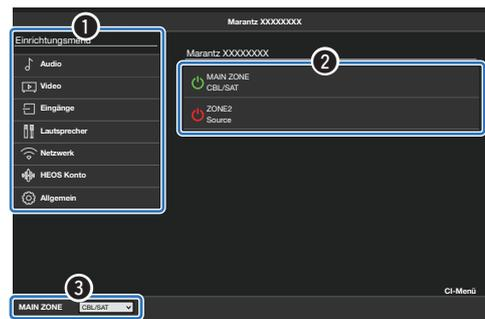 Marantz XXXXXXXX
1
Einrichtungsmenü
Audio
Video
Eingänge
Lautsprecher
Netzwerk
HEOS Konto
Allgemein
Marantz XXXXXXXX
2
MAIN ZONE
CBL/SAT
ZONE2
Source
CI-Menü
3
MAIN ZONE CBL/SAT